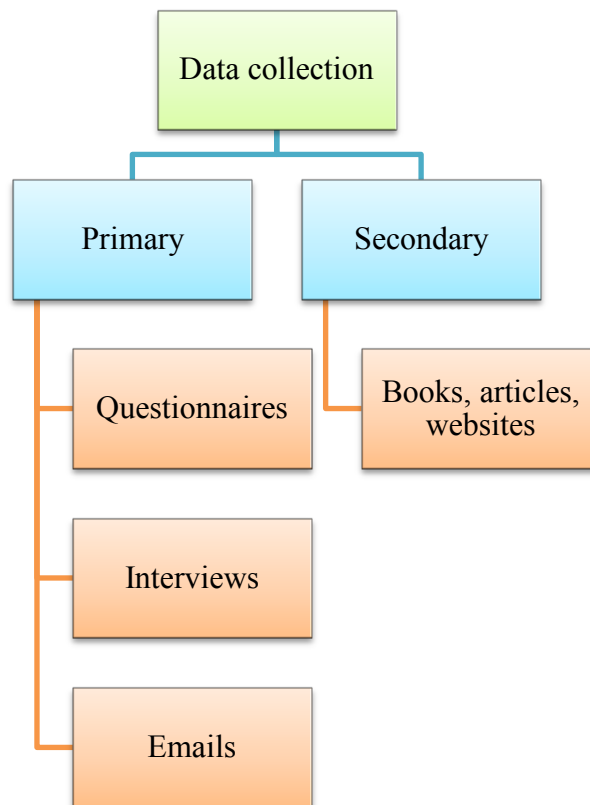 Data collection
Primary
Secondary
Questionnaires
Books, articles,
websites
Interviews
Emails